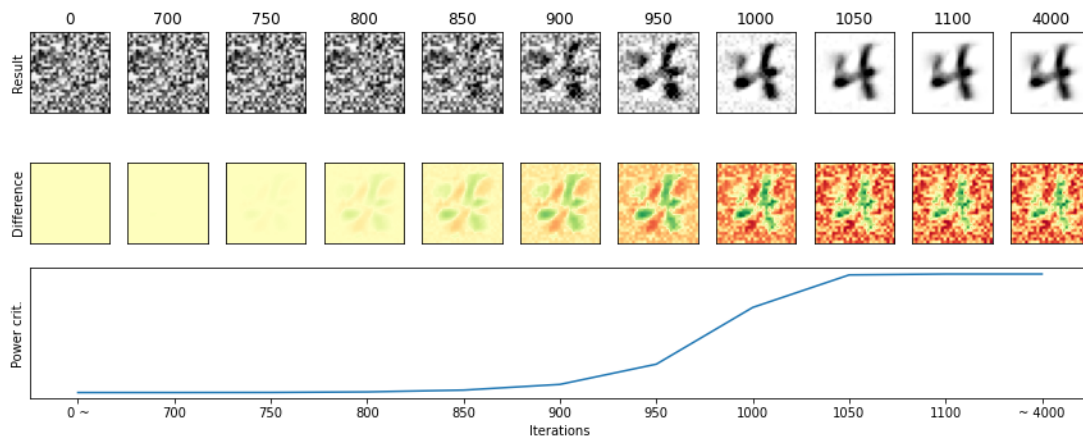 0 700 750 800 850 900 950 1000 1050 1100 4000
Result
Difference
Power crit.
0 ~ 700 750 800 850 900 950 1000 1050 1100 ~ 4000
Iterations